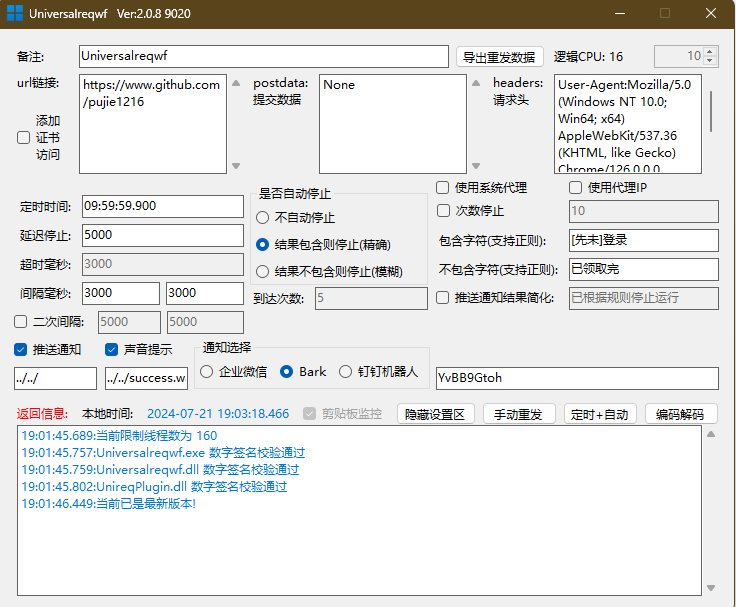 Universalreqwf Ver:2.0.8 9020
备注: Universalreqwf 导出重发数据 逻辑CPU: 16 10
url链接: https://www.github.com postdata: None headers: User-Agent:Mozilla/5.0
/pujie1216 提交数据 请求头 (Windows NT 10.0;
添加 Win64; x64)
证书 AppleWebKit/537.36
访问 (KHTML, like Gecko)
Chrome/126.0.0.0
是否自动停止 使用系统代理 使用代理IP
定时时间: 09:59:59.900 不自动停止 次数停止 10
延迟停止: 5000 结果包含则停止(精确) 包含字符(支持正则): [先未]登录
超时毫秒: 3000 结果不包含则停止(模糊) 不包含字符(支持正则): 已领取完
间隔毫秒: 3000 3000 到达次数: 5 推送通知结果简化: 已根据规则停止运行
二次间隔: 5000 5000
推送通知 声音提示 通知选择
企业微信 Bark 钉钉机器人
../../ ../../success.w YvBB9Gtoh
返回信息: 本地时间: 2024-07-21 19:03:18.466 剪贴板监控 隐藏设置区 手动重发 定时+自动 编码解码
19:01:45.689:当前限制线程数为 160
19:01:45.757:Universalreqwf.exe 数字签名校验通过
19:01:45.759:Universalreqwf.dll 数字签名校验通过
19:01:45.802:UnireqPlugin.dll 数字签名校验通过
19:01:46.449:当前已是最新版本!